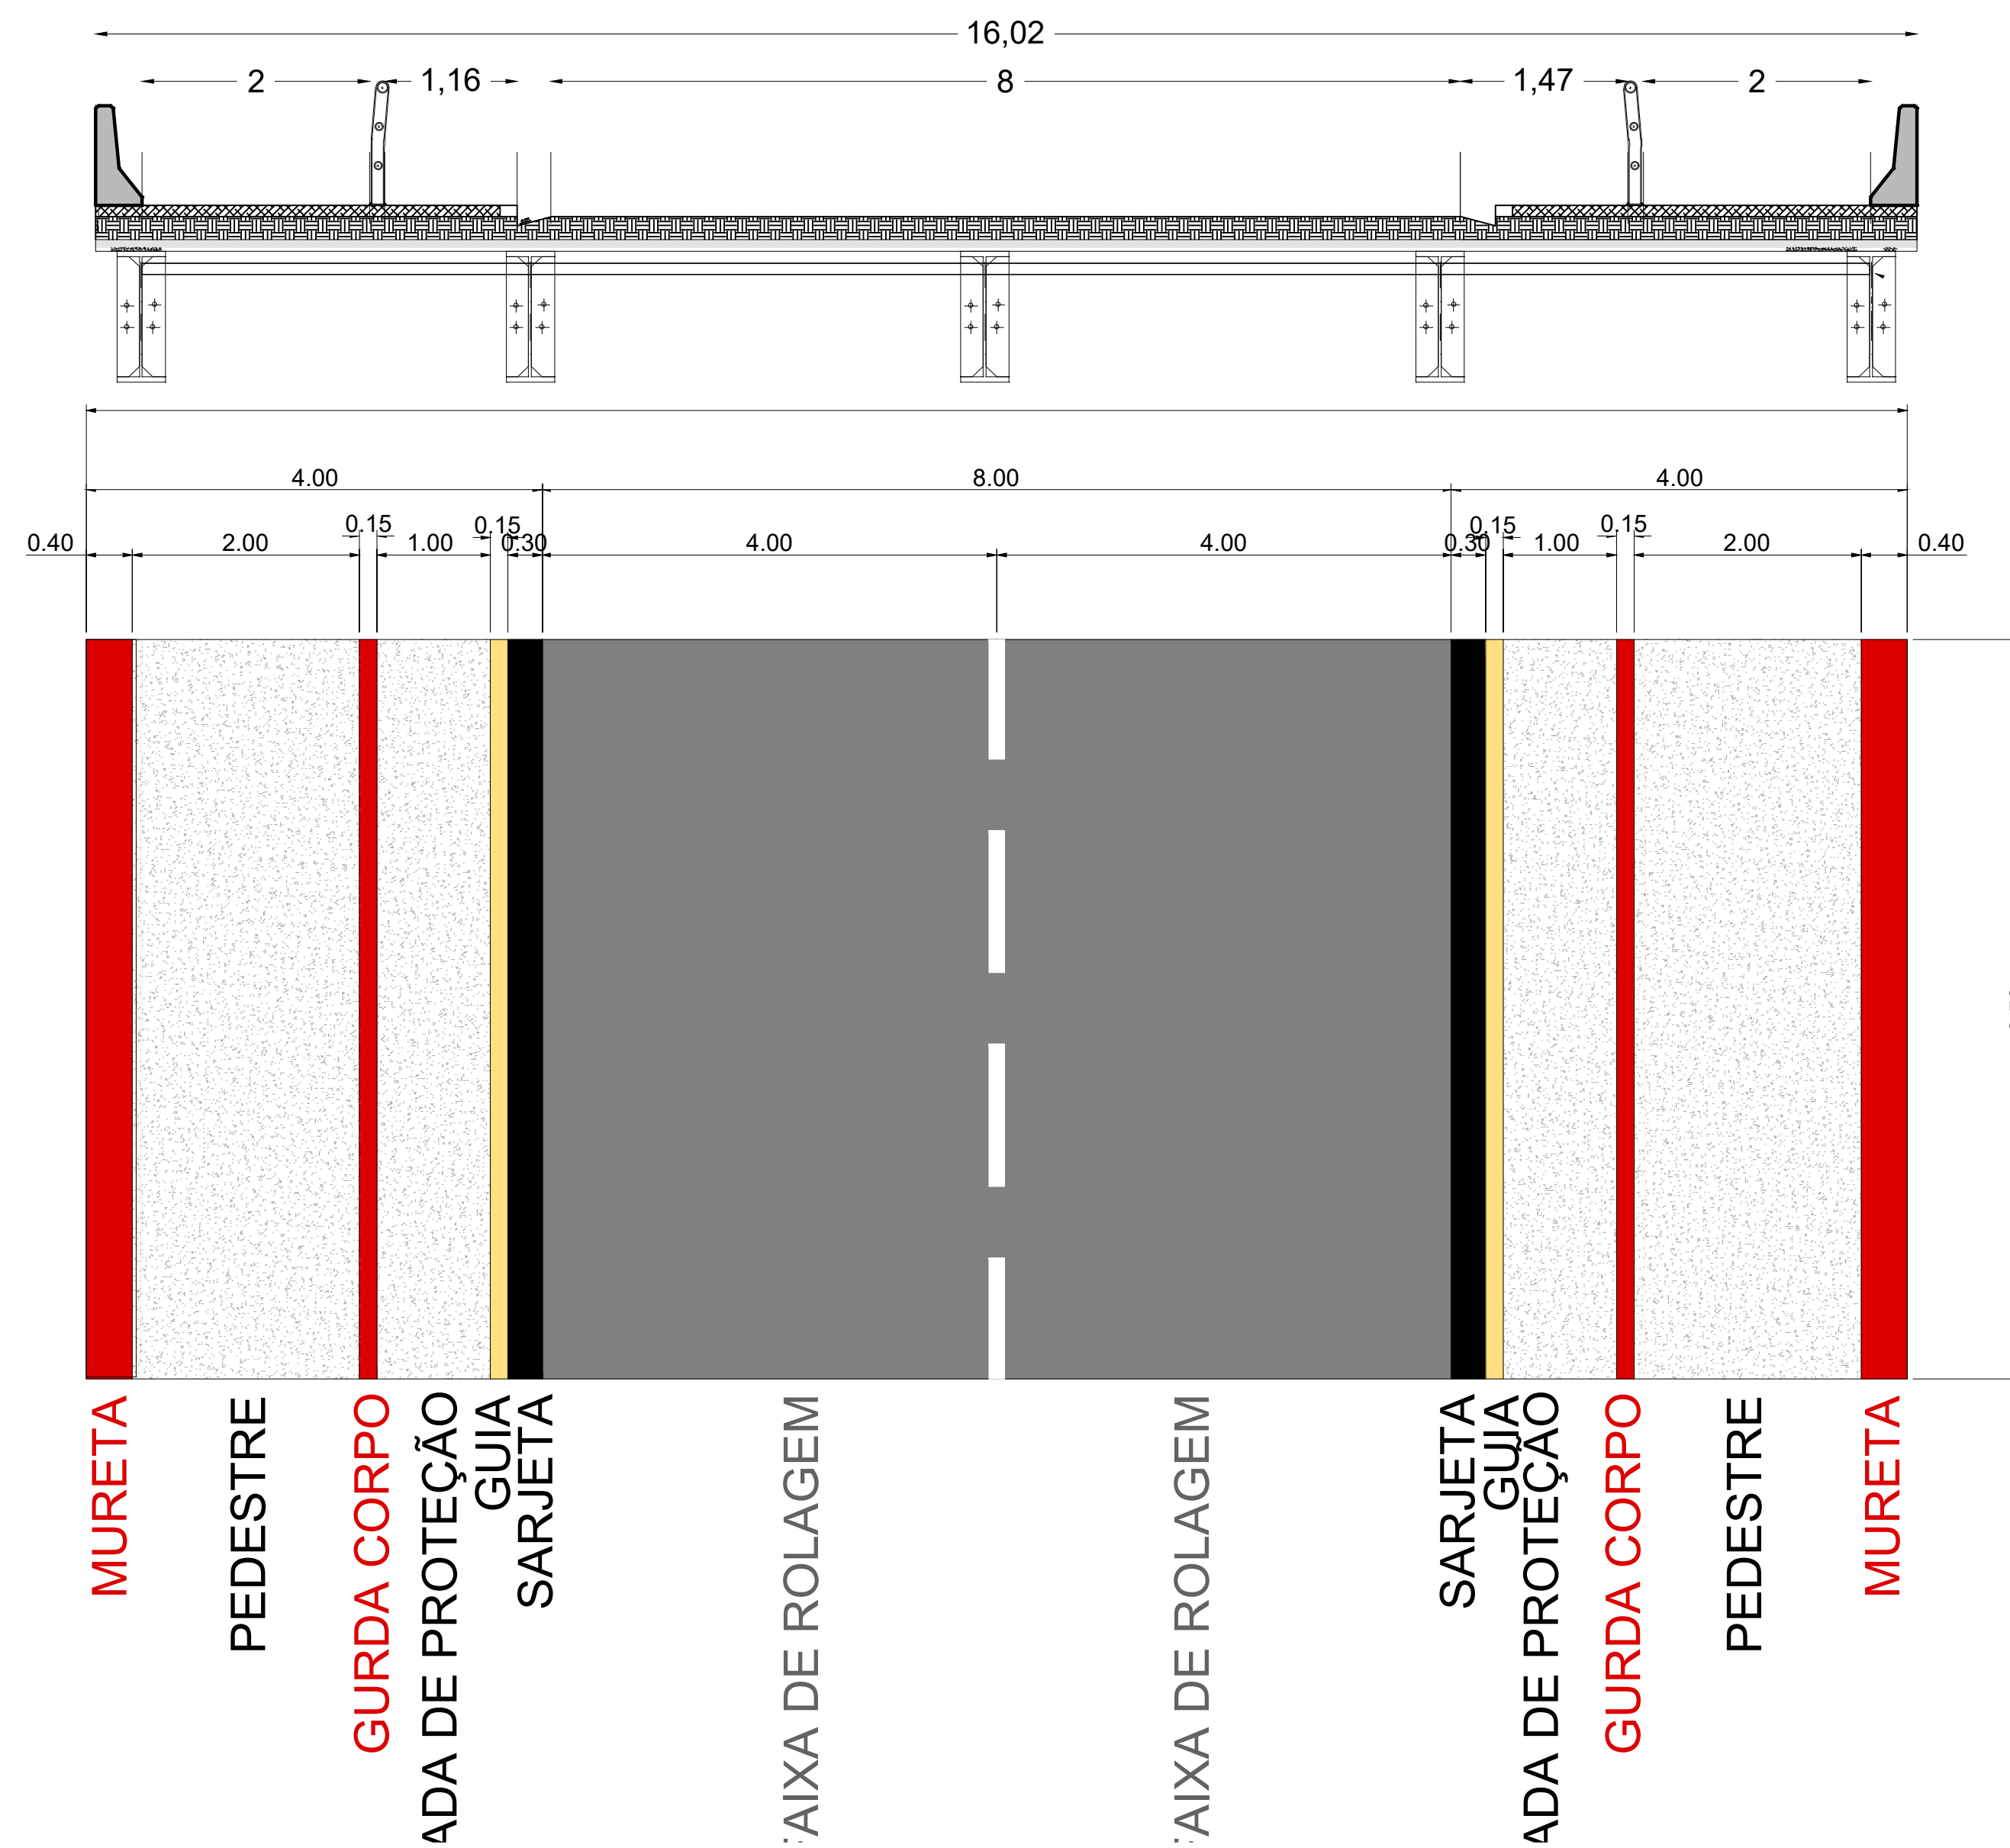 16,02
2 1,16 8 1,47 2
4.00 8.00 4.00
0.15 0.15 0.15 0.15
0.40 2.00 1.00 0.30 4.00 4.00 0.30 1.00 2.00 0.40
MURETA
PEDESTRE
GURDA CORPO
ADA DE PROTEÇÃO
GUIA
SARJETA
AIXA DE ROLAGEM
AIXA DE ROLAGEM
SARJETA
GUIA
ADA DE PROTEÇÃO
GURDA CORPO
PEDESTRE
MURETA